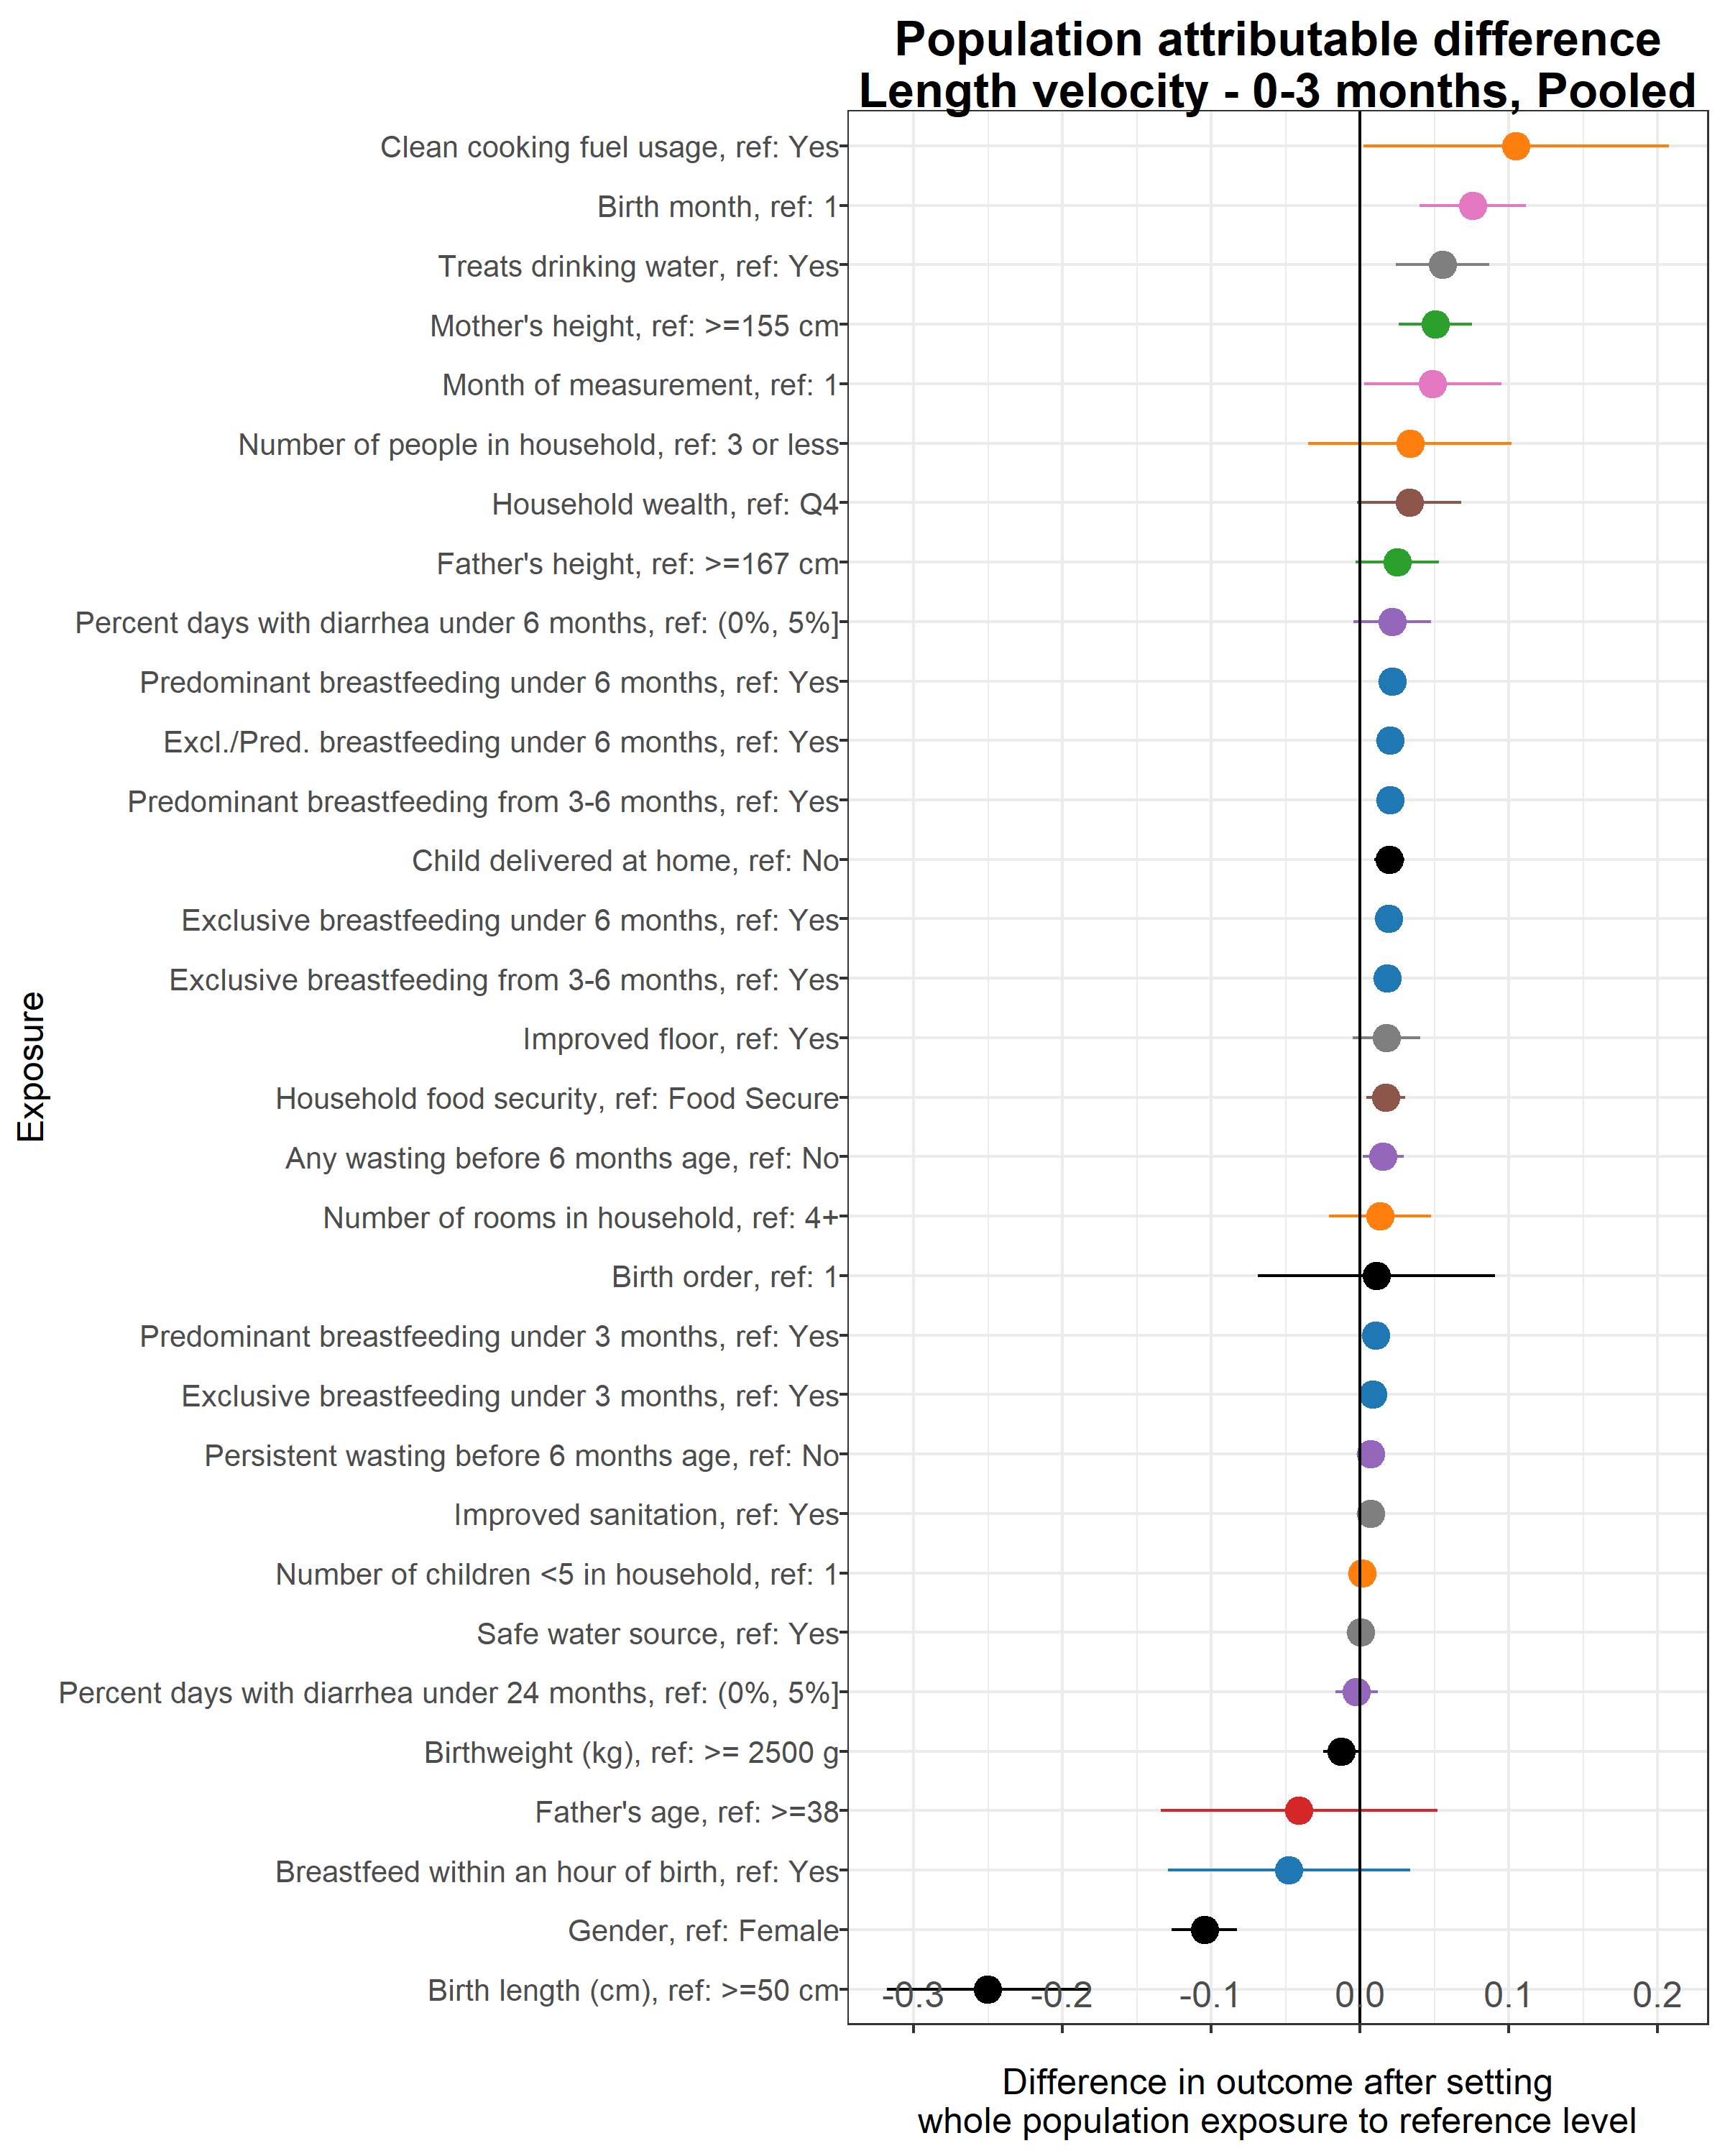 Population attributable difference
Length velocity - 0-3 months, Pooled
Clean cooking fuel usage, ref: Yes
Birth month, ref: 1
Treats drinking water, ref: Yes
Mother's height, ref: >=155 cm
Month of measurement, ref: 1
Number of people in household, ref: 3 or less
Household wealth, ref: Q4
Father's height, ref: >=167 cm
Percent days with diarrhea under 6 months, ref: (0%, 5%]
Predominant breastfeeding under 6 months, ref: Yes
Excl./Pred. breastfeeding under 6 months, ref: Yes
Predominant breastfeeding from 3-6 months, ref: Yes
Child delivered at home, ref: No
Exclusive breastfeeding under 6 months, ref: Yes
Exclusive breastfeeding from 3-6 months, ref: Yes
Improved floor, ref: Yes
Household food security, ref: Food Secure
Any wasting before 6 months age, ref: No
Number of rooms in household, ref: 4+
Birth order, ref: 1
Predominant breastfeeding under 3 months, ref: Yes
Exclusive breastfeeding under 3 months, ref: Yes
Persistent wasting before 6 months age, ref: No
Improved sanitation, ref: Yes
Number of children <5 in household, ref: 1
Safe water source, ref: Yes
Percent days with diarrhea under 24 months, ref: (0%, 5%]
Birthweight (kg), ref: >= 2500 g
Father's age, ref: >=38
Breastfeed within an hour of birth, ref: Yes
Gender, ref: Female
Birth length (cm), ref: >=50 cm
Exposure
-0.3 -0.2 -0.1 0.0 0.1 0.2
Difference in outcome after setting
whole population exposure to reference level